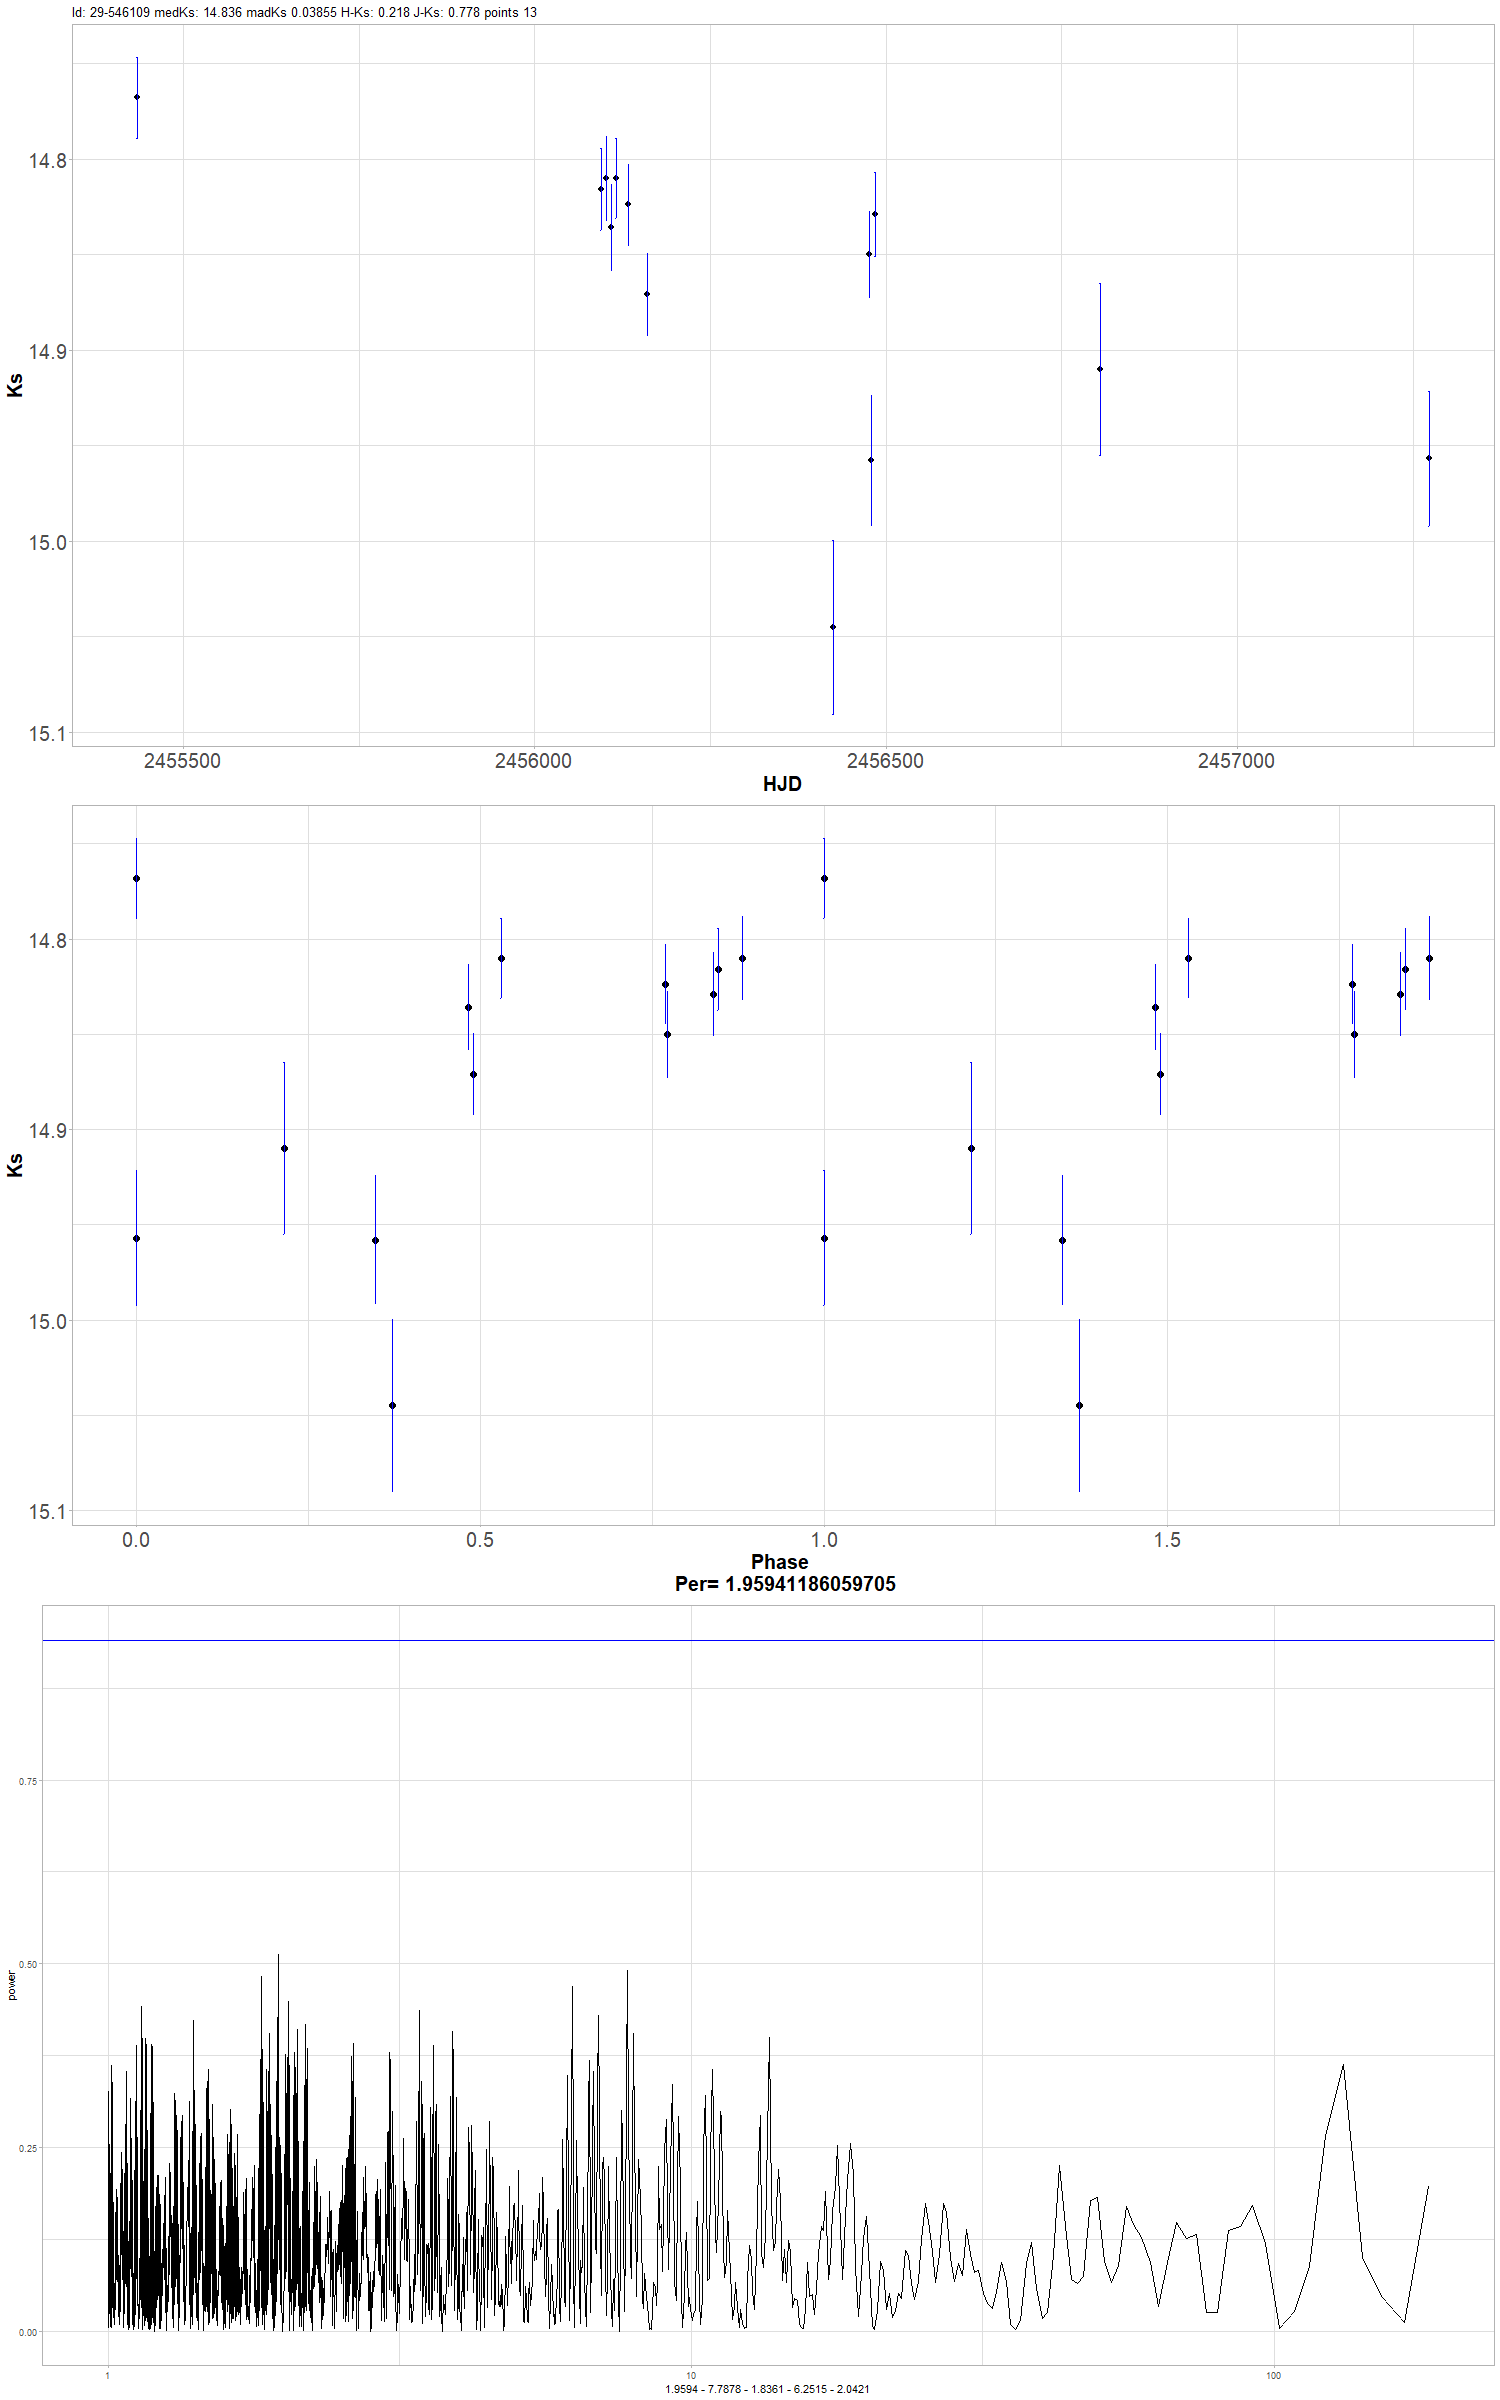 Id: 29-546109 medKs: 14.836 madKs 0.03855 H-Ks: 0.218 J-Ks: 0.778 points 13
14.8
14.9
15.0
15.1
Ks
2455500 2456000 2456500 2457000
HJD
14.8
14.9
15.0
15.1
Ks
0.0 0.5 1.0 1.5
Phase
Per= 1.95941186059705
0.75
0.50
0.25
0.00
power
1 10 100
1.9594 - 7.7878 - 1.8361 - 6.2515 - 2.0421